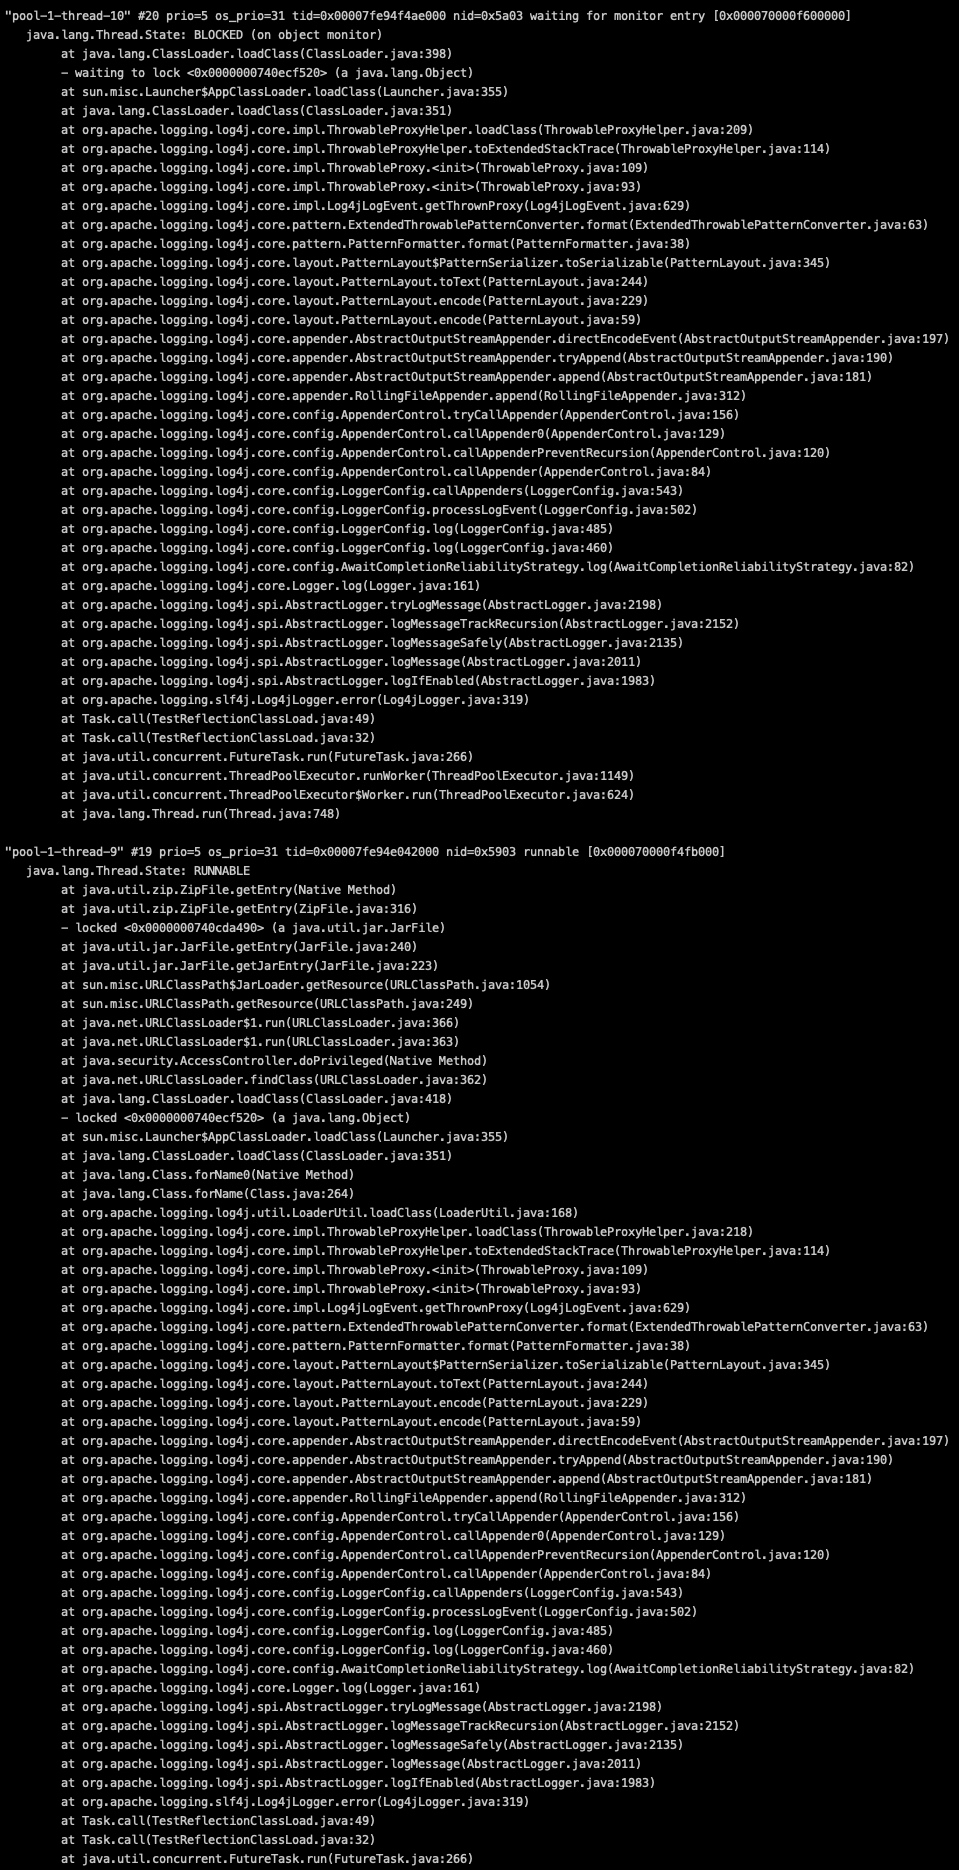 "pool-1-thread-10" #20 prio=5 os_prio=31 tid=0x00007fe94f4ae000 nid=0x5a03 waiting for monitor entry [0x000070000f600000]
java.lang.Thread.State: BLOCKED (on object monitor)
at java.lang.ClassLoader.loadClass(ClassLoader.java:398)
– waiting to lock <0x0000000740ecf520> (a java.lang.Object)
at sun.misc.Launcher$AppClassLoader.loadClass(Launcher.java:355)
at java.lang.ClassLoader.loadClass(ClassLoader.java:351)
at org.apache.logging.log4j.core.impl.ThrowableProxyHelper.loadClass(ThrowableProxyHelper.java:209)
at org.apache.logging.log4j.core.impl.ThrowableProxyHelper.toExtendedStackTrace(ThrowableProxyHelper.java:114)
at org.apache.logging.log4j.core.impl.ThrowableProxy.<init>(ThrowableProxy.java:109)
at org.apache.logging.log4j.core.impl.ThrowableProxy.<init>(ThrowableProxy.java:93)
at org.apache.logging.log4j.core.impl.Log4jLogEvent.getThrownProxy(Log4jLogEvent.java:629)
at org.apache.logging.log4j.core.pattern.ExtendedThrowablePatternConverter.format(ExtendedThrowablePatternConverter.java:63)
at org.apache.logging.log4j.core.pattern.PatternFormatter.format(PatternFormatter.java:38)
at org.apache.logging.log4j.core.layout.PatternLayout$PatternSerializer.toSerializable(PatternLayout.java:345)
at org.apache.logging.log4j.core.layout.PatternLayout.toText(PatternLayout.java:244)
at org.apache.logging.log4j.core.layout.PatternLayout.encode(PatternLayout.java:229)
at org.apache.logging.log4j.core.layout.PatternLayout.encode(PatternLayout.java:59)
at org.apache.logging.log4j.core.appender.AbstractOutputStreamAppender.directEncodeEvent(AbstractOutputStreamAppender.java:197)
at org.apache.logging.log4j.core.appender.AbstractOutputStreamAppender.tryAppend(AbstractOutputStreamAppender.java:190)
at org.apache.logging.log4j.core.appender.AbstractOutputStreamAppender.append(AbstractOutputStreamAppender.java:181)
at org.apache.logging.log4j.core.appender.RollingFileAppender.append(RollingFileAppender.java:312)
at org.apache.logging.log4j.core.config.AppenderControl.tryCallAppender(AppenderControl.java:156)
at org.apache.logging.log4j.core.config.AppenderControl.callAppender0(AppenderControl.java:129)
at org.apache.logging.log4j.core.config.AppenderControl.callAppenderPreventRecursion(AppenderControl.java:120)
at org.apache.logging.log4j.core.config.AppenderControl.callAppender(AppenderControl.java:84)
at org.apache.logging.log4j.core.config.LoggerConfig.callAppenders(LoggerConfig.java:543)
at org.apache.logging.log4j.core.config.LoggerConfig.processLogEvent(LoggerConfig.java:502)
at org.apache.logging.log4j.core.config.LoggerConfig.log(LoggerConfig.java:485)
at org.apache.logging.log4j.core.config.LoggerConfig.log(LoggerConfig.java:460)
at org.apache.logging.log4j.core.config.AwaitCompletionReliabilityStrategy.log(AwaitCompletionReliabilityStrategy.java:82)
at org.apache.logging.log4j.core.Logger.log(Logger.java:161)
at org.apache.logging.log4j.spi.AbstractLogger.tryLogMessage(AbstractLogger.java:2198)
at org.apache.logging.log4j.spi.AbstractLogger.logMessageTrackRecursion(AbstractLogger.java:2152)
at org.apache.logging.log4j.spi.AbstractLogger.logMessageSafely(AbstractLogger.java:2135)
at org.apache.logging.log4j.spi.AbstractLogger.logMessage(AbstractLogger.java:2011)
at org.apache.logging.log4j.spi.AbstractLogger.logIfEnabled(AbstractLogger.java:1983)
at org.apache.logging.slf4j.Log4jLogger.error(Log4jLogger.java:319)
at Task.call(TestReflectionClassLoad.java:49)
at Task.call(TestReflectionClassLoad.java:32)
at java.util.concurrent.FutureTask.run(FutureTask.java:266)
at java.util.concurrent.ThreadPoolExecutor.runWorker(ThreadPoolExecutor.java:1149)
at java.util.concurrent.ThreadPoolExecutor$Worker.run(ThreadPoolExecutor.java:624)
at java.lang.Thread.run(Thread.java:748)
"pool-1-thread-9" #19 prio=5 os_prio=31 tid=0x00007fe94e042000 nid=0x5903 runnable [0x000070000f4fb000]
java.lang.Thread.State: RUNNABLE
at java.util.zip.ZipFile.getEntry(Native Method)
at java.util.zip.ZipFile.getEntry(ZipFile.java:316)
– locked <0x0000000740cda490> (a java.util.jar.JarFile)
at java.util.jar.JarFile.getEntry(JarFile.java:240)
at java.util.jar.JarFile.getJarEntry(JarFile.java:223)
at sun.misc.URLClassPath$JarLoader.getResource(URLClassPath.java:1054)
at sun.misc.URLClassPath.getResource(URLClassPath.java:249)
at java.net.URLClassLoader$1.run(URLClassLoader.java:366)
at java.net.URLClassLoader$1.run(URLClassLoader.java:363)
at java.security.AccessController.doPrivileged(Native Method)
at java.net.URLClassLoader.findClass(URLClassLoader.java:362)
at java.lang.ClassLoader.loadClass(ClassLoader.java:418)
– locked <0x0000000740ecf520> (a java.lang.Object)
at sun.misc.Launcher$AppClassLoader.loadClass(Launcher.java:355)
at java.lang.ClassLoader.loadClass(ClassLoader.java:351)
at java.lang.Class.forName0(Native Method)
at java.lang.Class.forName(Class.java:264)
at org.apache.logging.log4j.util.LoaderUtil.loadClass(LoaderUtil.java:168)
at org.apache.logging.log4j.core.impl.ThrowableProxyHelper.loadClass(ThrowableProxyHelper.java:218)
at org.apache.logging.log4j.core.impl.ThrowableProxyHelper.toExtendedStackTrace(ThrowableProxyHelper.java:114)
at org.apache.logging.log4j.core.impl.ThrowableProxy.<init>(ThrowableProxy.java:109)
at org.apache.logging.log4j.core.impl.ThrowableProxy.<init>(ThrowableProxy.java:93)
at org.apache.logging.log4j.core.impl.Log4jLogEvent.getThrownProxy(Log4jLogEvent.java:629)
at org.apache.logging.log4j.core.pattern.ExtendedThrowablePatternConverter.format(ExtendedThrowablePatternConverter.java:63)
at org.apache.logging.log4j.core.pattern.PatternFormatter.format(PatternFormatter.java:38)
at org.apache.logging.log4j.core.layout.PatternLayout$PatternSerializer.toSerializable(PatternLayout.java:345)
at org.apache.logging.log4j.core.layout.PatternLayout.toText(PatternLayout.java:244)
at org.apache.logging.log4j.core.layout.PatternLayout.encode(PatternLayout.java:229)
at org.apache.logging.log4j.core.layout.PatternLayout.encode(PatternLayout.java:59)
at org.apache.logging.log4j.core.appender.AbstractOutputStreamAppender.directEncodeEvent(AbstractOutputStreamAppender.java:197)
at org.apache.logging.log4j.core.appender.AbstractOutputStreamAppender.tryAppend(AbstractOutputStreamAppender.java:190)
at org.apache.logging.log4j.core.appender.AbstractOutputStreamAppender.append(AbstractOutputStreamAppender.java:181)
at org.apache.logging.log4j.core.appender.RollingFileAppender.append(RollingFileAppender.java:312)
at org.apache.logging.log4j.core.config.AppenderControl.tryCallAppender(AppenderControl.java:156)
at org.apache.logging.log4j.core.config.AppenderControl.callAppender0(AppenderControl.java:129)
at org.apache.logging.log4j.core.config.AppenderControl.callAppenderPreventRecursion(AppenderControl.java:120)
at org.apache.logging.log4j.core.config.AppenderControl.callAppender(AppenderControl.java:84)
at org.apache.logging.log4j.core.config.LoggerConfig.callAppenders(LoggerConfig.java:543)
at org.apache.logging.log4j.core.config.LoggerConfig.processLogEvent(LoggerConfig.java:502)
at org.apache.logging.log4j.core.config.LoggerConfig.log(LoggerConfig.java:485)
at org.apache.logging.log4j.core.config.LoggerConfig.log(LoggerConfig.java:460)
at org.apache.logging.log4j.core.config.AwaitCompletionReliabilityStrategy.log(AwaitCompletionReliabilityStrategy.java:82)
at org.apache.logging.log4j.core.Logger.log(Logger.java:161)
at org.apache.logging.log4j.spi.AbstractLogger.tryLogMessage(AbstractLogger.java:2198)
at org.apache.logging.log4j.spi.AbstractLogger.logMessageTrackRecursion(AbstractLogger.java:2152)
at org.apache.logging.log4j.spi.AbstractLogger.logMessageSafely(AbstractLogger.java:2135)
at org.apache.logging.log4j.spi.AbstractLogger.logMessage(AbstractLogger.java:2011)
at org.apache.logging.log4j.spi.AbstractLogger.logIfEnabled(AbstractLogger.java:1983)
at org.apache.logging.slf4j.Log4jLogger.error(Log4jLogger.java:319)
at Task.call(TestReflectionClassLoad.java:49)
at Task.call(TestReflectionClassLoad.java:32)
at java.util.concurrent.FutureTask.run(FutureTask.java:266)